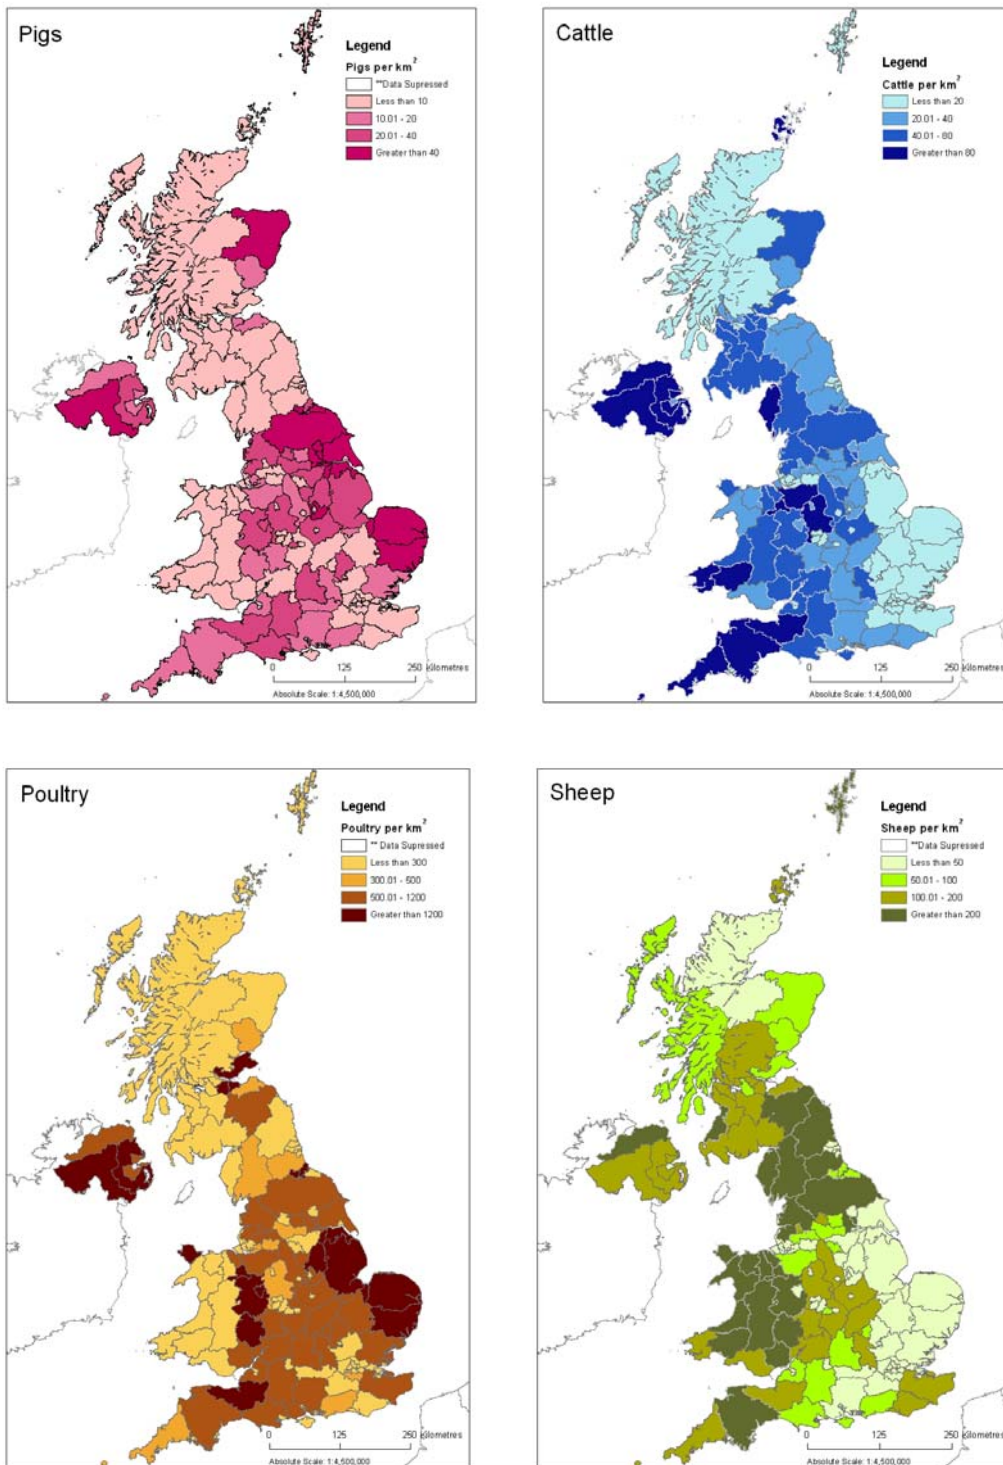 Pigs
Legend
Pigs per km²
**Data Supressed
Less than 10
10.01 - 20
20.01 - 40
Greater than 40
0 125 250 Kilometres
Absolute Scale: 1:4,500,000
Cattle
Legend
Cattle per km²
Less than 20
20.01 - 40
40.01 - 80
Greater than 80
0 125 250 Kilometres
Absolute Scale: 1:4,500,000
Poultry
Legend
Poultry per km²
** Data Supressed
Less than 300
300.01 - 500
500.01 - 1200
Greater than 1200
0 125 250 Kilometres
Absolute Scale: 1:4,500,000
Sheep
Legend
Sheep per km²
**Data Supressed
Less than 50
50.01 - 100
100.01 - 200
Greater than 200
0 125 250 Kilometres
Absolute Scale: 1:4,500,000